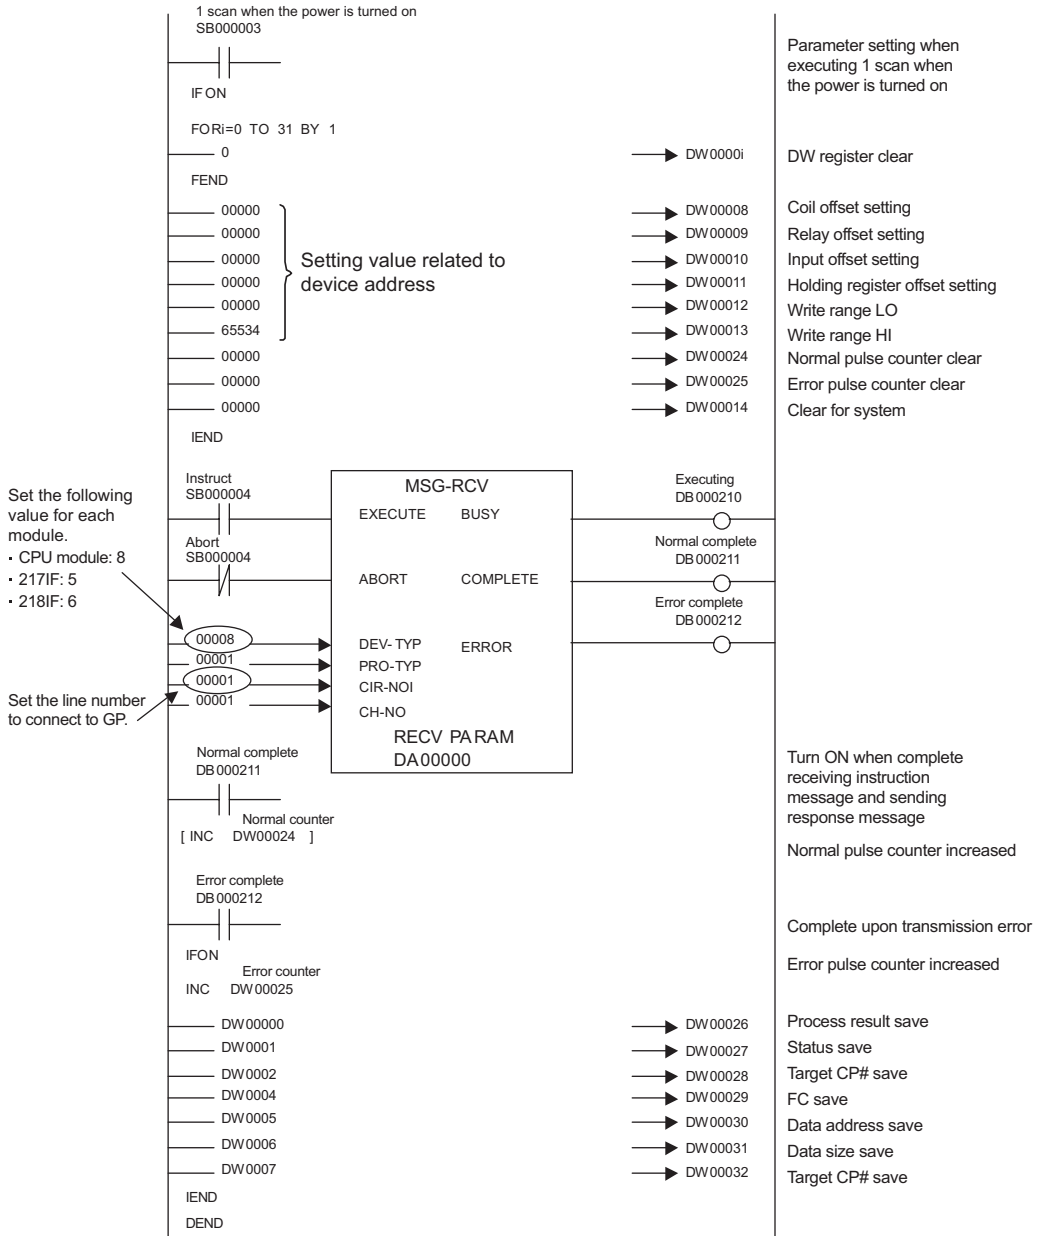 1 scan when the power is turned on
SB000003
Parameter setting when
executing 1 scan when
the power is turned on
IFON
FORi=0 TO 31 BY 1
0 DW0000i DW register clear
FEND
00000 DW00008 Coil offset setting
00000 DW00009 Relay offset setting
00000 DW00010 Input offset setting
00000 DW00011 Holding register offset setting
00000 DW00012 Write range LO
65534 DW00013 Write range HI
Setting value related to
device address
00000 DW00024 Normal pulse counter clear
00000 DW00025 Error pulse counter clear
00000 DW00014 Clear for system
IEND
Set the following
value for each
module.
· CPU module: 8
· 217IF: 5
· 218IF: 6
Set the line number
to connect to GP.
Instruct
SB000004
Abort
SB000004
00008
00001
00001
00001
MSG-RCV
EXECUTE BUSY
ABORT COMPLETE
DEV-TYP ERROR
PRO-TYP
CIR-NOI
CH-NO
RECV PARAM
DA00000
Executing
DB000210
Normal complete
DB000211
Error complete
DB000212
Normal complete
DB000211
Normal counter
[ INC DW00024 ]
Turn ON when complete
receiving instruction
message and sending
response message
Normal pulse counter increased
Error complete
DB000212
Complete upon transmission error
IFON
Error counter
INC DW00025
Error pulse counter increased
DW00000 DW00026 Process result save
DW0001 DW00027 Status save
DW0002 DW00028 Target CP# save
DW0004 DW00029 FC save
DW0005 DW00030 Data address save
DW0006 DW00031 Data size save
DW0007 DW00032 Target CP# save
IEND
DEND